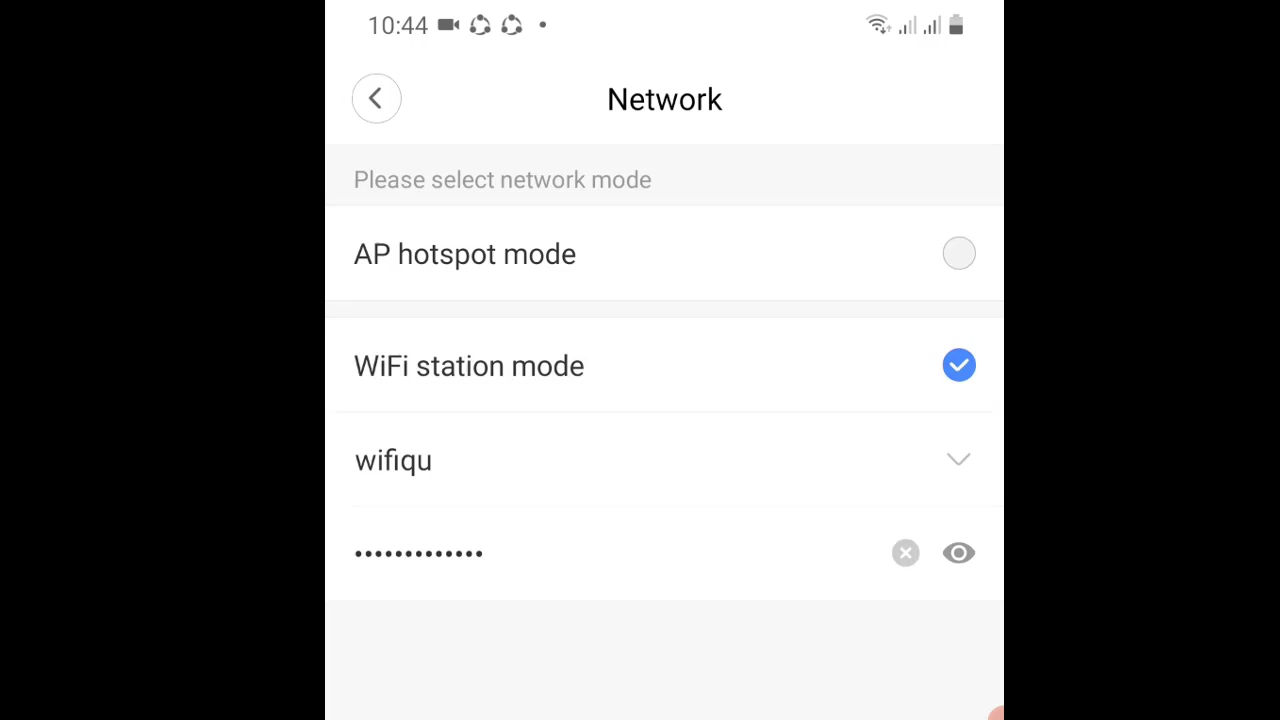 10:44
Network
Please select network mode
AP hotspot mode
WiFi station mode
wifiqu
•••••••••••••